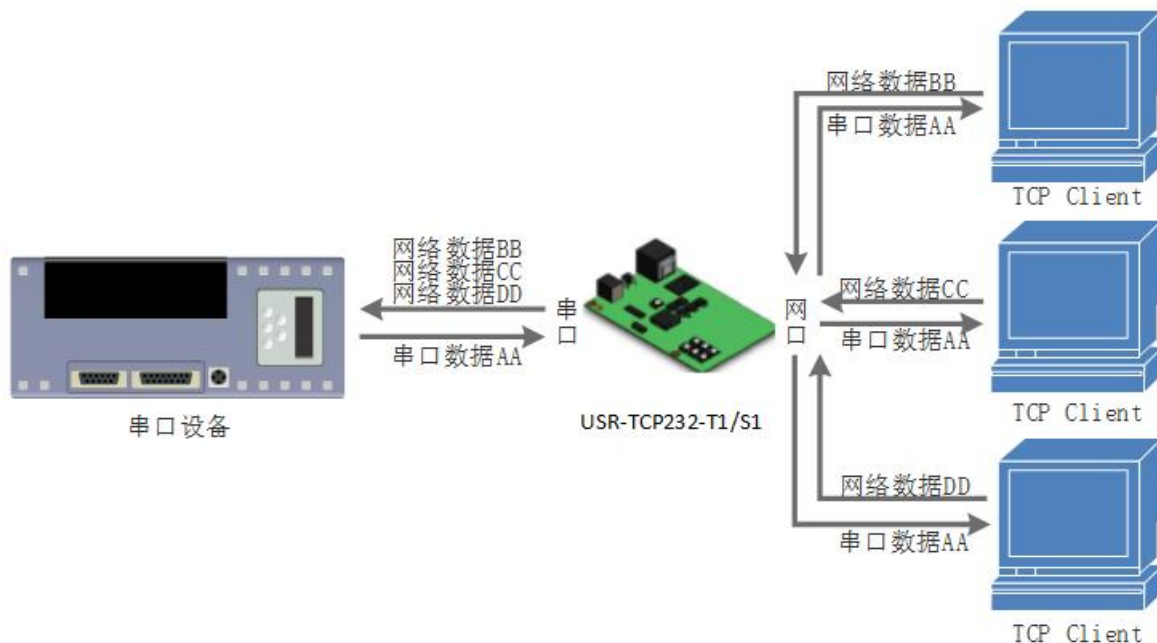 网络数据BB
串口数据AA
TCP Client
网络数据BB
网络数据CC
网络数据DD
串口数据AA
串口
网口
网络数据CC
串口数据AA
串口设备
USR-TCP232-T1/S1
TCP Client
网络数据DD
串口数据AA
TCP Client